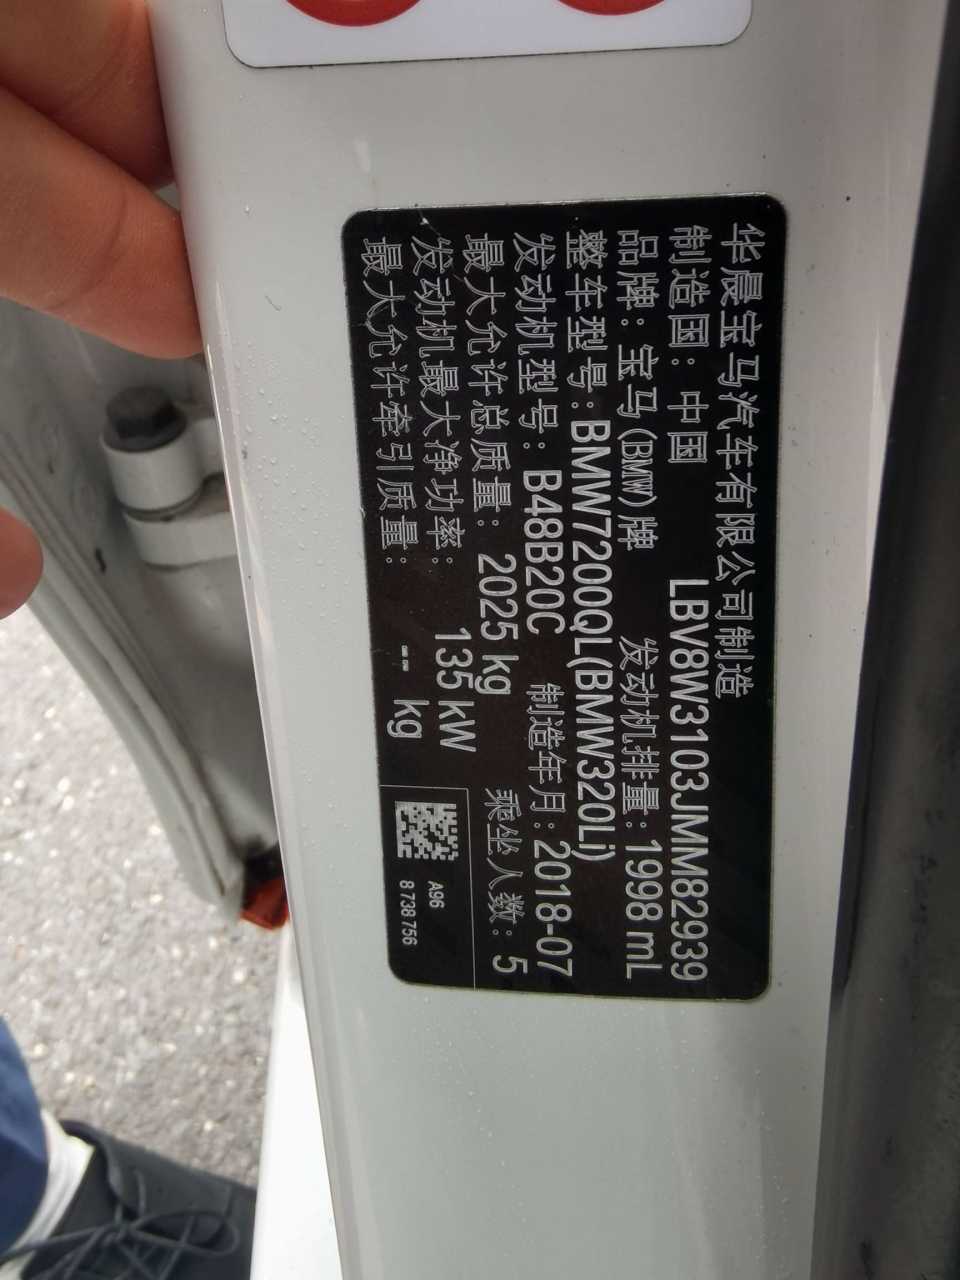 华晨宝马汽车有限公司制造
制造国：中国 LBV8W3103JMM82939
品牌：宝马(BMW)牌 发动机排量：1998 mL
整车型号：BMW7200QL(BMW320Li)
发动机型号：B48B20C 制造年月：2018-07
最大允许总质量：2025 kg 乘坐人数：5
发动机最大净功率：135 kW
最大允许牵引质量：-- kg
A96
8 738 756